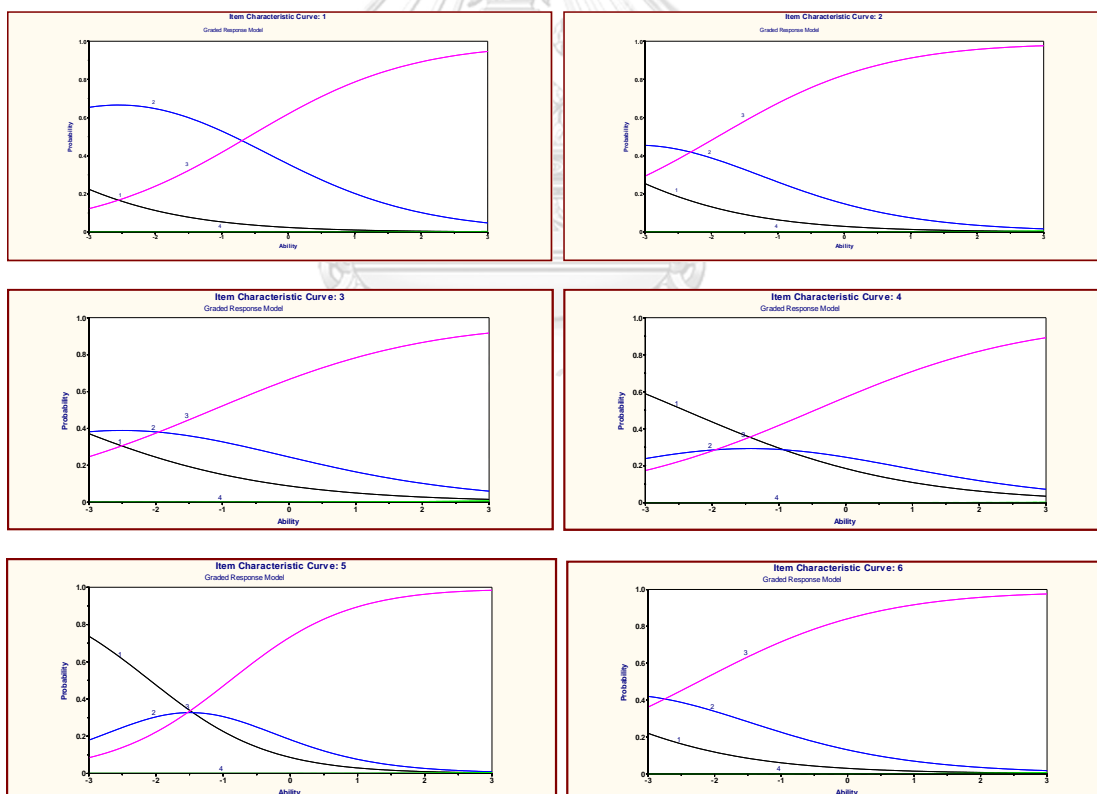 Item Characteristic Curve: 1
Graded Response Model
1.0
0.8
0.6
0.4
0.2
0
Probability
1
2
3
4
-3 -2 -1 0 1 2 3
Ability
Item Characteristic Curve: 2
Graded Response Model
1.0
0.8
0.6
0.4
0.2
0
Probability
1
2
3
4
-3 -2 -1 0 1 2 3
Ability
Item Characteristic Curve: 3
Graded Response Model
1.0
0.8
0.6
0.4
0.2
0
Probability
1
2
3
4
-3 -2 -1 0 1 2 3
Ability
Item Characteristic Curve: 4
Graded Response Model
1.0
0.8
0.6
0.4
0.2
0
Probability
1
2
3
4
-3 -2 -1 0 1 2 3
Ability
Item Characteristic Curve: 5
Graded Response Model
1.0
0.8
0.6
0.4
0.2
0
Probability
1
2
3
4
-3 -2 -1 0 1 2 3
Ability
Item Characteristic Curve: 6
Graded Response Model
1.0
0.8
0.6
0.4
0.2
0
Probability
1
2
3
4
-3 -2 -1 0 1 2 3
Ability